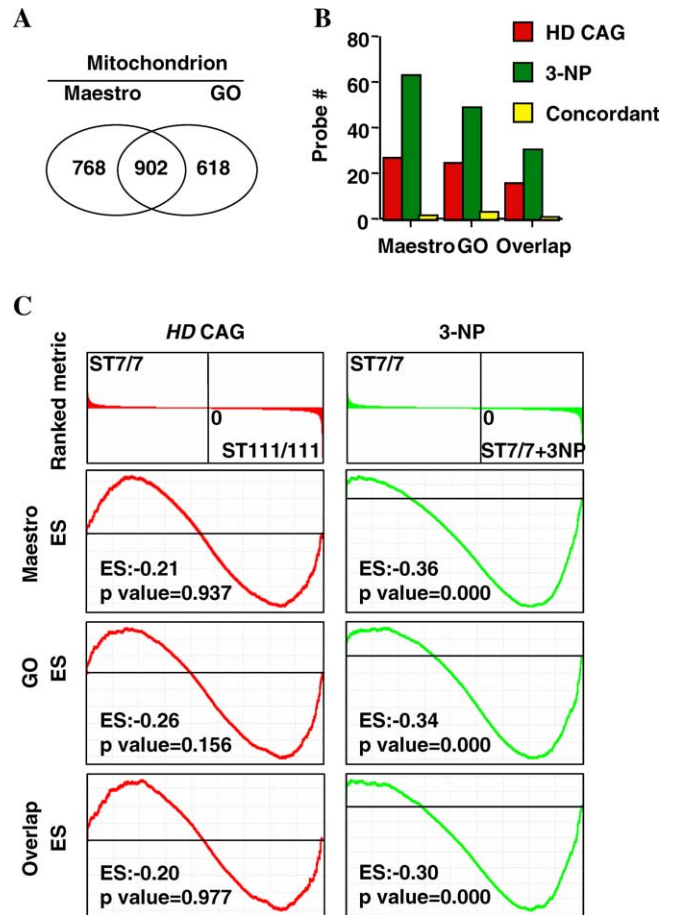 A
Mitochondrion
Maestro GO
768 902 618
B
Probe #
80
60
40
20
0
Maestro GO Overlap
HD CAG
3-NP
Concordant
C
HD CAG 3-NP
Ranked metric
ST7/7
0
ST111/111
ST7/7
0
ST7/7+3NP
Maestro
ES
ES:-0.21
p value=0.937
ES:-0.36
p value=0.000
GO
ES
ES:-0.26
p value=0.156
ES:-0.34
p value=0.000
Overlap
ES
ES:-0.20
p value=0.977
ES:-0.30
p value=0.000